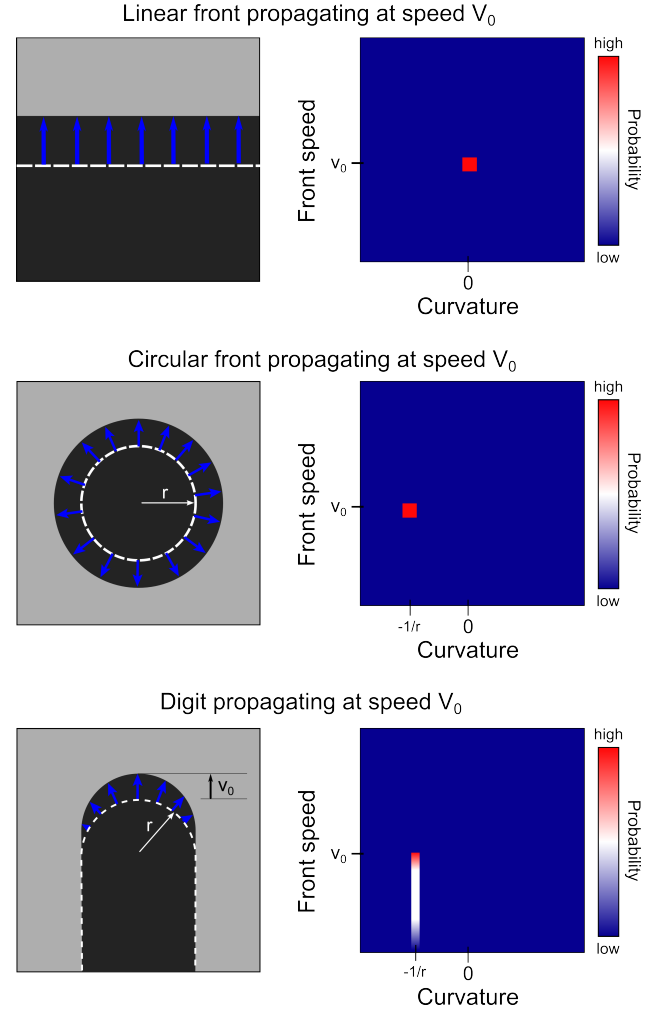 Linear front propagating at speed V₀
high
Front speed
v₀
Probability
low
0
Curvature
Circular front propagating at speed V₀
high
r
Front speed
v₀
Probability
low
-1/r
0
Curvature
Digit propagating at speed V₀
high
v₀
r
Front speed
v₀
Probability
low
-1/r
0
Curvature